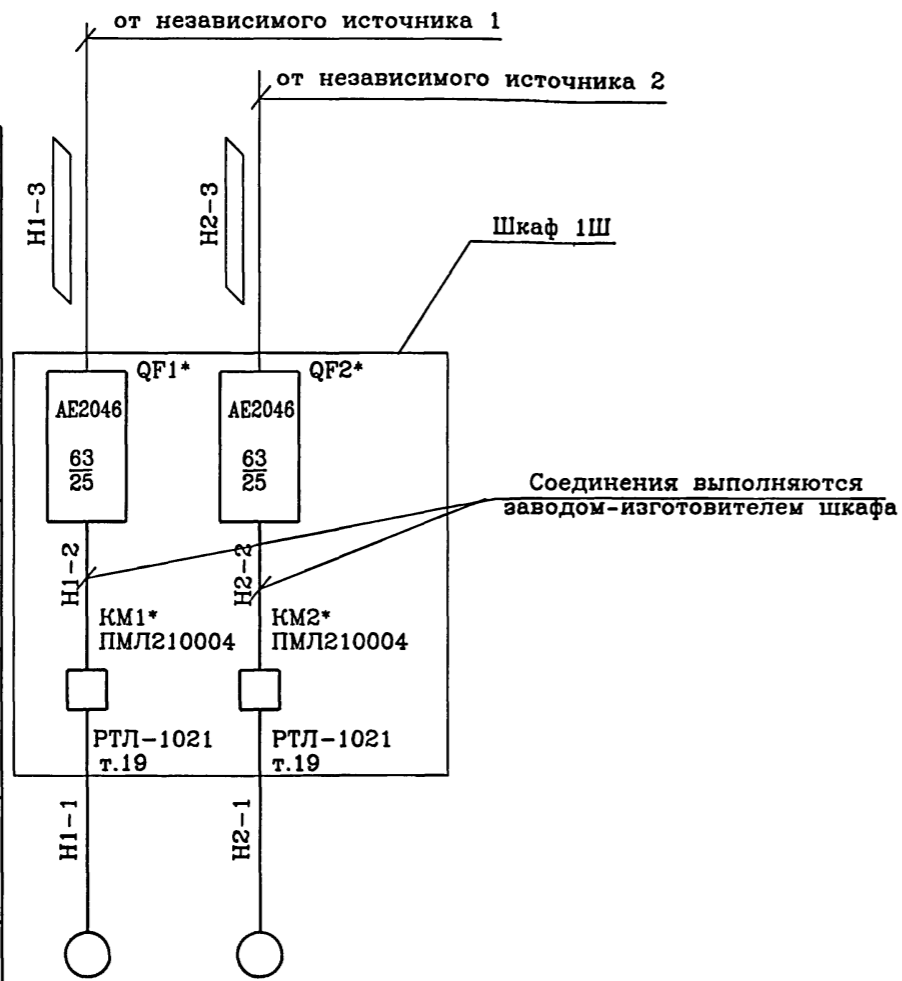 от независимого источника 1
от независимого источника 2
Н1-3
Н2-3
Шкаф 1Ш
QF1*
QF2*
АЕ2046
63
25
АЕ2046
63
25
Соединения выполняются
заводом-изготовителем шкафа
Н1-2
Н2-2
КМ1*
ПМЛ210004
КМ2*
ПМЛ210004
РТЛ-1021
т.19
РТЛ-1021
т.19
Н1-1
Н2-1